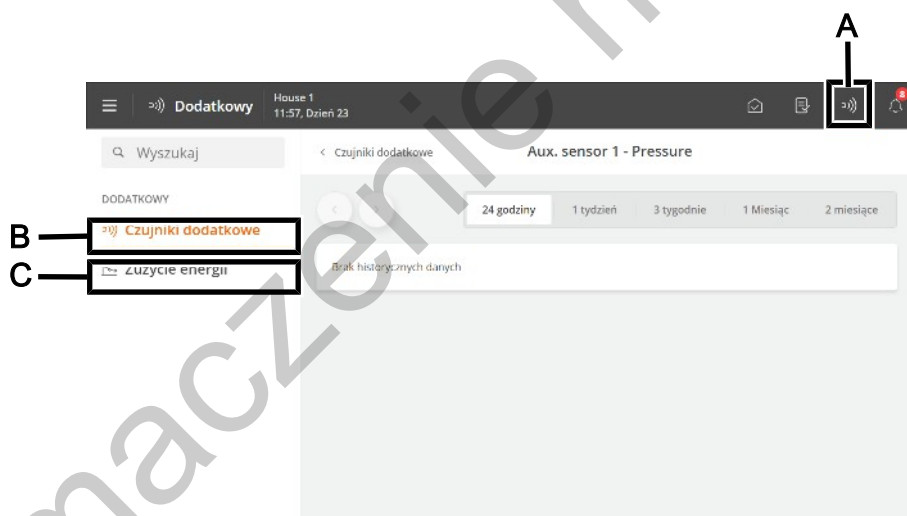 A
Dodatkowy
House 1
11:57, Dzień 23
8
Wyszukaj
< Czujniki dodatkowe
Aux. sensor 1 - Pressure
DODATKOWY
24 godziny
1 tydzień
3 tygodnie
1 Miesiąc
2 miesiące
B
Czujniki dodatkowe
C
Zużycie energii
Brak historycznych danych